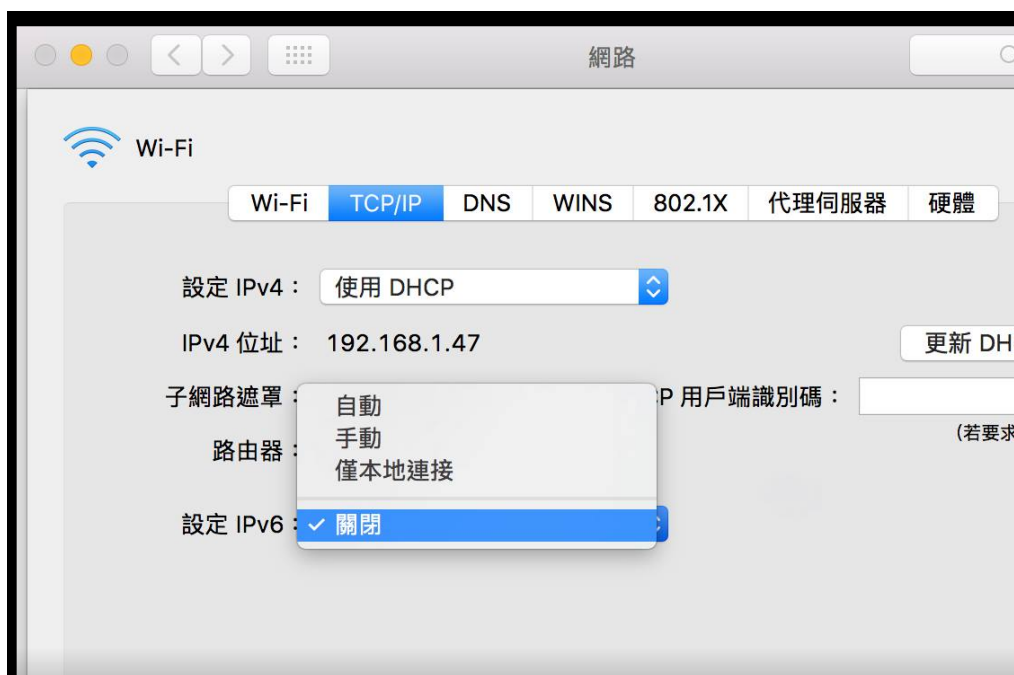 網路
Wi-Fi
Wi-Fi TCP/IP DNS WINS 802.1X 代理伺服器 硬體
設定 IPv4： 使用 DHCP
IPv4 位址： 192.168.1.47 更新 DH
子網路遮罩： P 用戶端識別碼：
(若要求
路由器：
自動
手動
僅本地連接
設定 IPv6： ✓ 關閉